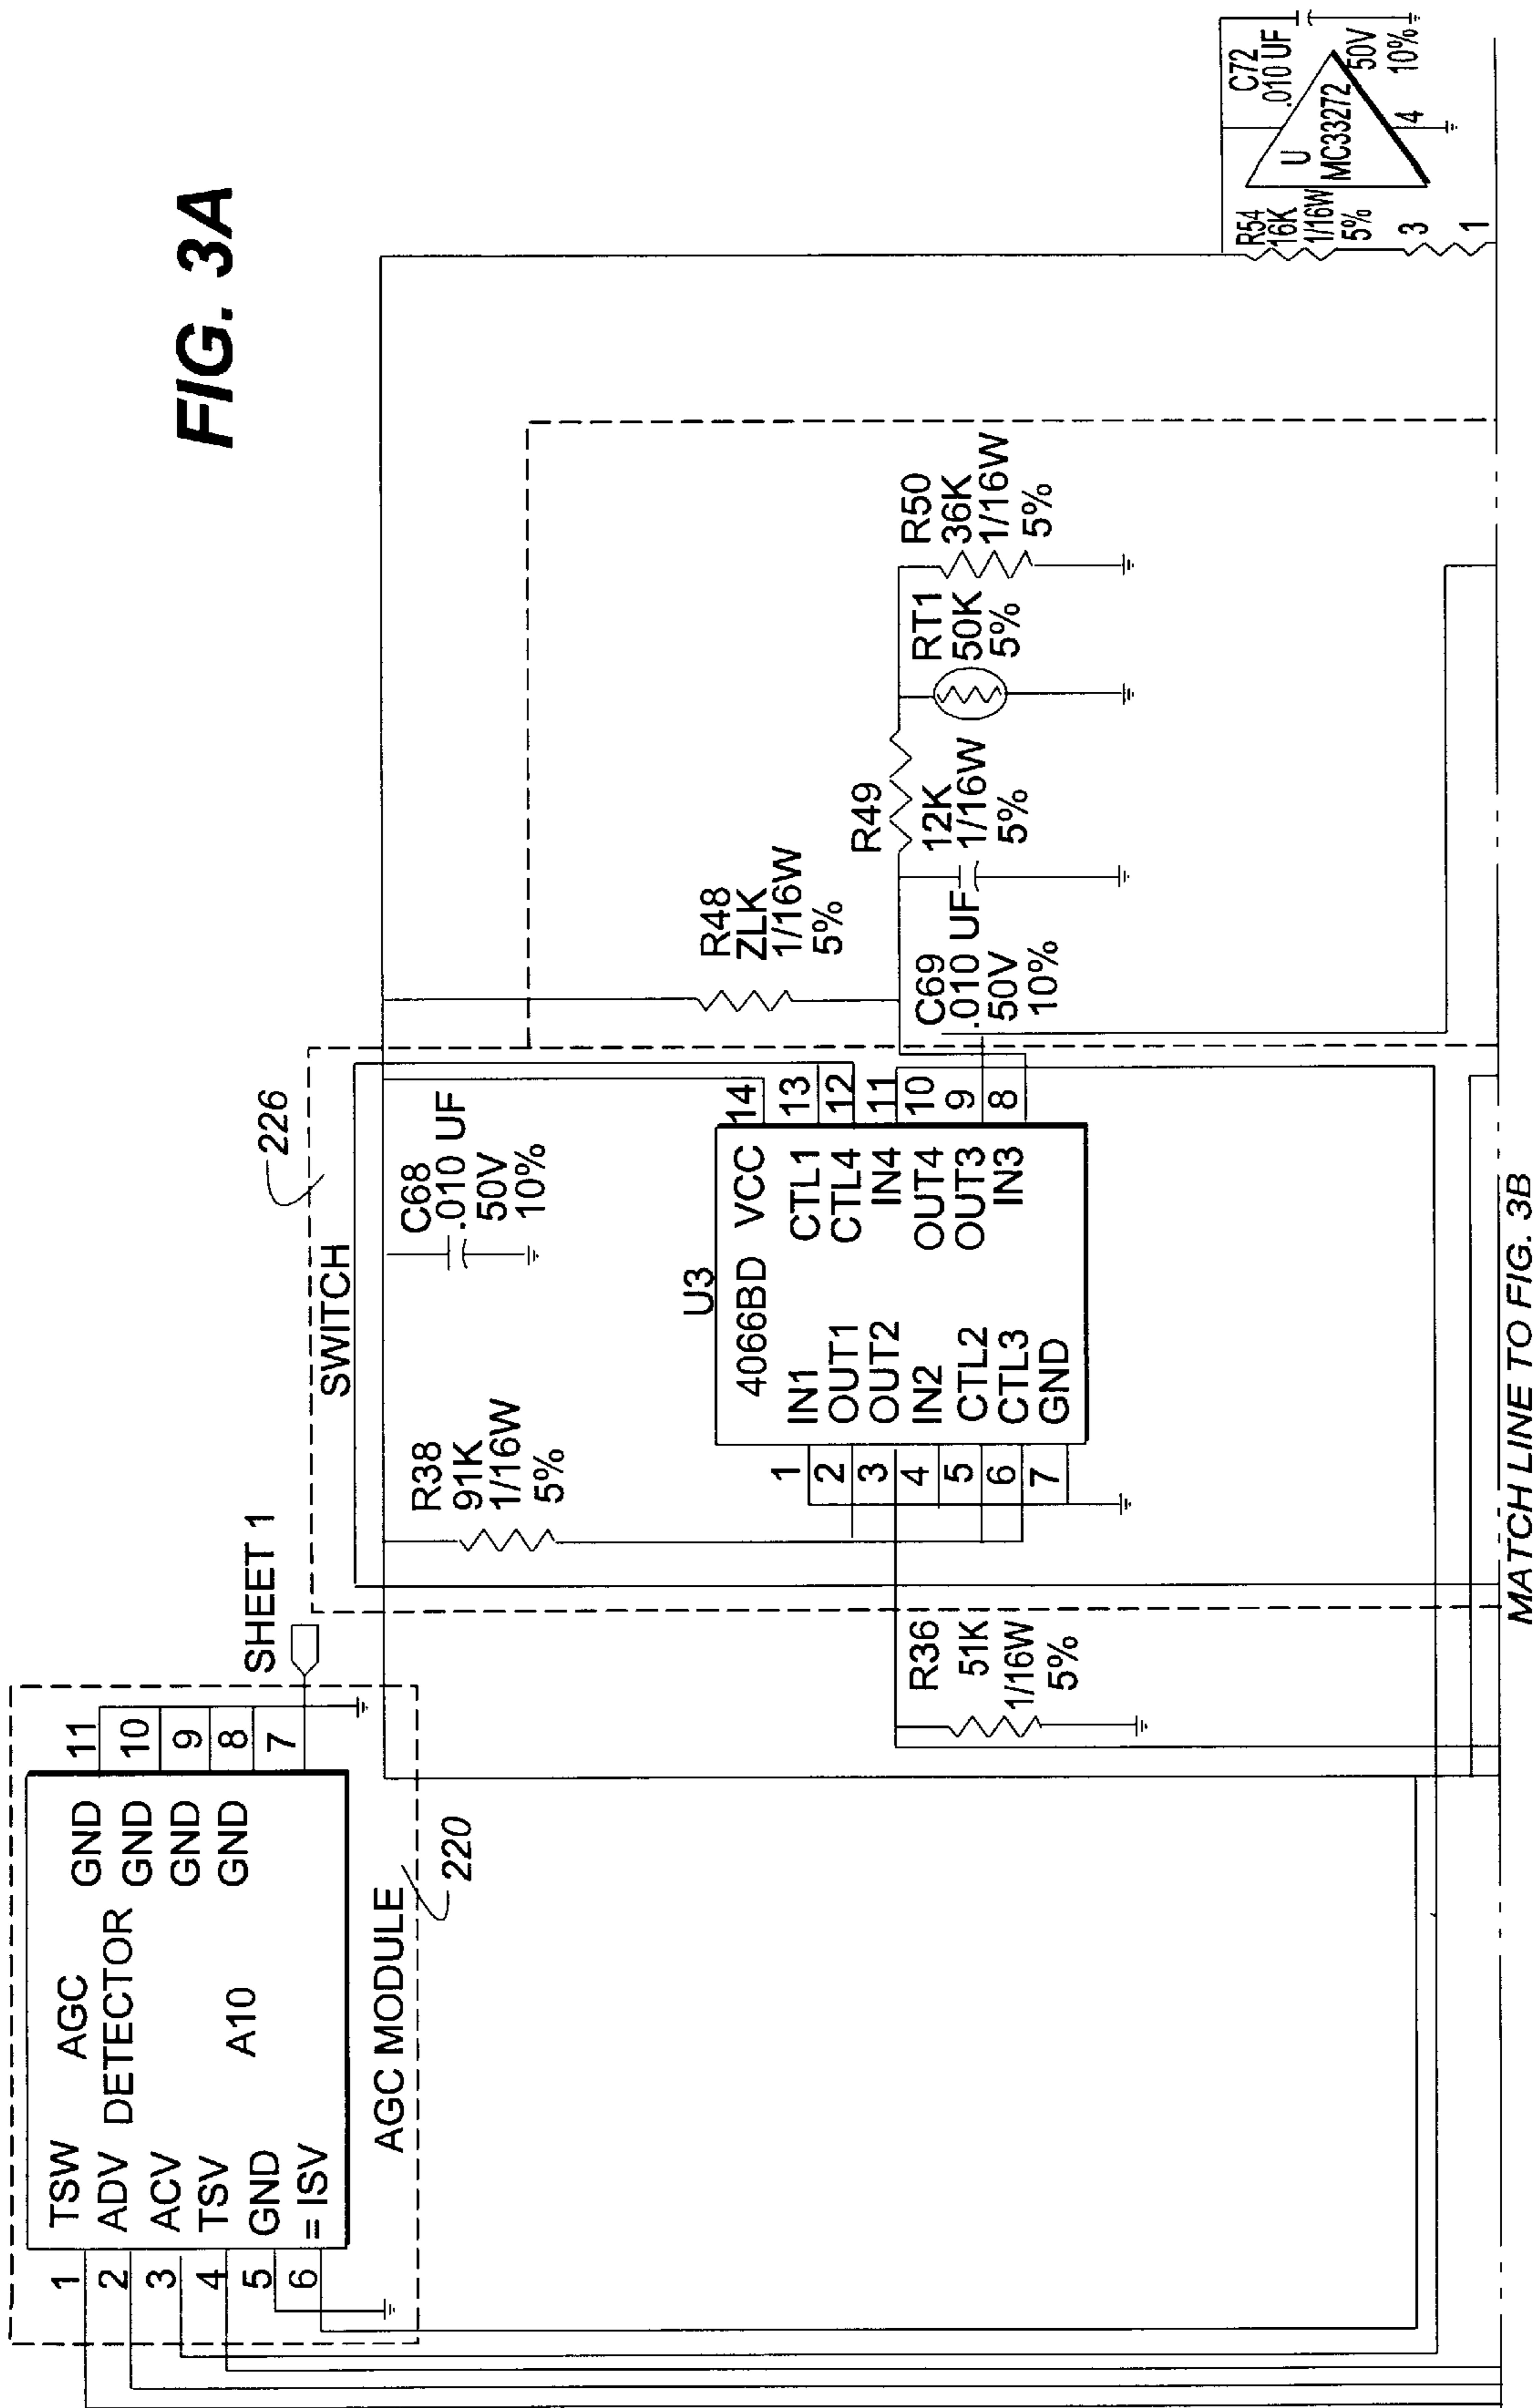 FIG. 3A
1
2
3
4
5
6
TSW
ADV
ACV
TSV
GND
= ISV
AGC
DETECTOR
A10
GND
GND
GND
GND
11
10
9
8
7
AGC MODULE
220
SHEET 1
SWITCH
226
R38
91K
1/16W
5%
C68
.010 UF
50V
10%
R36
51K
1/16W
5%
U3
4066BD
VCC
IN1
OUT1
OUT2
IN2
CTL2
CTL3
GND
CTL1
CTL4
IN4
OUT4
OUT3
IN3
1
2
3
4
5
6
7
14
13
12
11
10
9
8
R48
ZLK
1/16W
5%
C69
.010 UF
50V
10%
R49
12K
1/16W
5%
RT1
50K
5%
R50
36K
1/16W
5%
R54
16K
1/16W
5%
3
1
U
MC33272
4
C72
.010 UF
50V
10%
MATCH LINE TO FIG. 3B